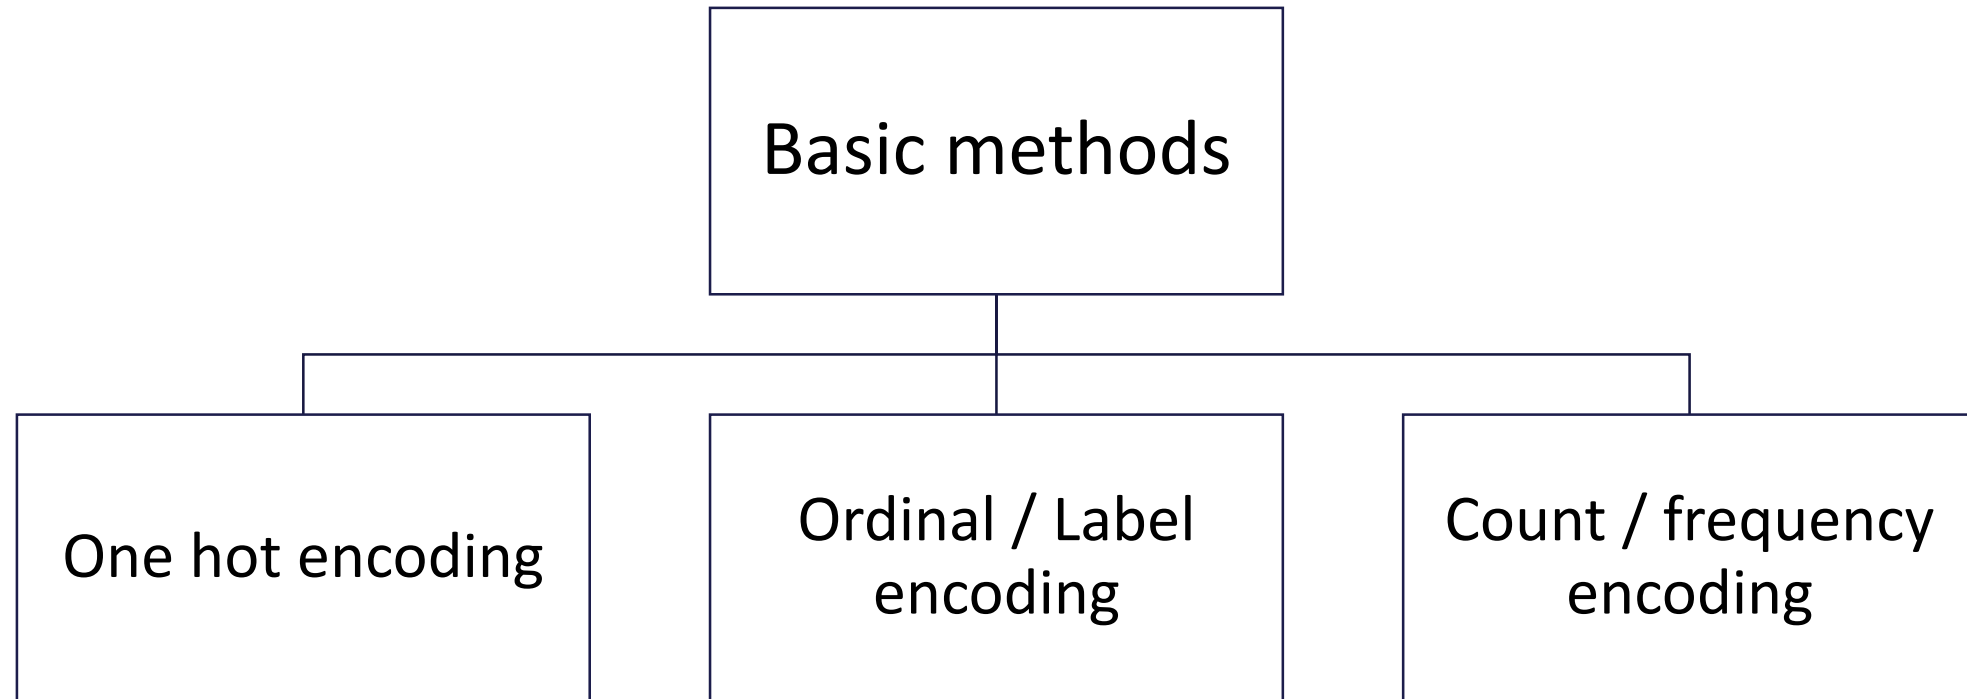 Basic methods
One hot encoding
Ordinal / Label
encoding
Count / frequency
encoding